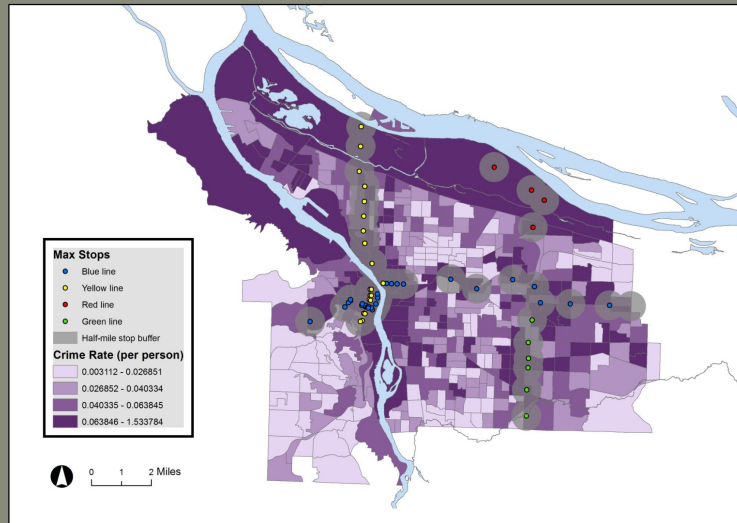 Max Stops
Blue line
Yellow line
Red line
Green line
Half-mile stop buffer
Crime Rate (per person)
0.003112 - 0.026851
0.026852 - 0.040334
0.040335 - 0.063845
0.063846 - 1.533784
0 1 2 Miles